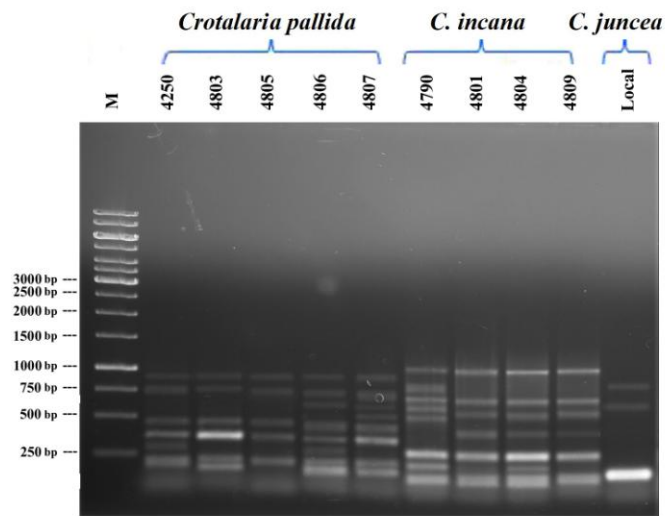 Crotalaria pallida C. incana C. juncea
M 4250 4803 4805 4806 4807 4790 4801 4804 4809 Local
3000 bp ---
2500 bp ---
2000 bp ---
1500 bp ---
1000 bp ---
750 bp ---
500 bp ---
250 bp ---